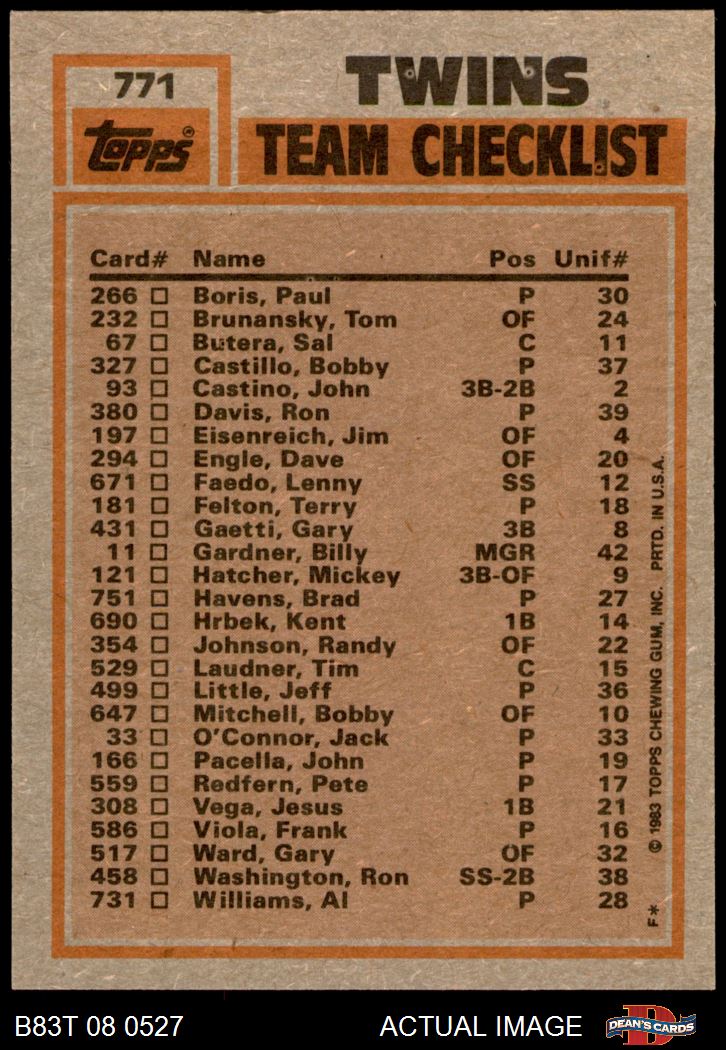 771
TWINS
Topps®
TEAM CHECKLIST
Card# Name Pos Unif#
266 Boris, Paul P 30
232 Brunansky, Tom OF 24
67 Butera, Sal C 11
327 Castillo, Bobby P 37
93 Castino, John 3B-2B 2
380 Davis, Ron P 39
197 Eisenreich, Jim OF 4
294 Engle, Dave OF 20
671 Faedo, Lenny SS 12
181 Felton, Terry P 18
431 Gaetti, Gary 3B 8
11 Gardner, Billy MGR 42
121 Hatcher, Mickey 3B-OF 9
751 Havens, Brad P 27
690 Hrbek, Kent 1B 14
354 Johnson, Randy OF 22
529 Laudner, Tim C 15
499 Little, Jeff P 36
647 Mitchell, Bobby OF 10
33 O'Connor, Jack P 33
166 Pacella, John P 19
559 Redfern, Pete P 17
308 Vega, Jesus 1B 21
586 Viola, Frank P 16
517 Ward, Gary OF 32
458 Washington, Ron SS-2B 38
731 Williams, Al P 28
F* © 1983 TOPPS CHEWING GUM, INC. PRTD. IN U.S.A.
B83T 08 0527 ACTUAL IMAGE
D
DEAN'S CARDS